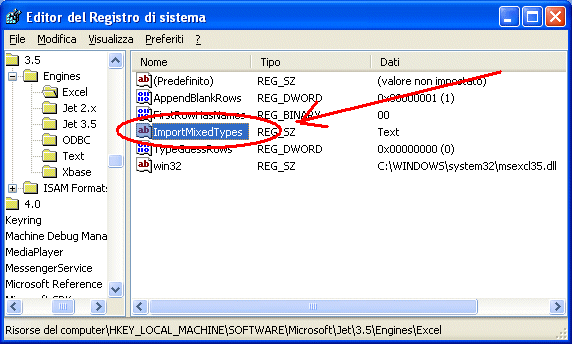 Editor del Registro di sistema
File Modifica Visualizza Preferiti ?
3.5
Engines
Excel
Jet 2.x
Jet 3.5
ODBC
Text
Xbase
ISAM Formats
4.0
Keyring
Machine Debug Mana
MediaPlayer
MessengerService
Microsoft Reference
Nome Tipo Dati
(Predefinito) REG_SZ (valore non impostato)
AppendBlankRows REG_DWORD 0x00000001 (1)
FirstRowHasNames REG_BINARY 00
ImportMixedTypes REG_SZ Text
TypeGuessRows REG_DWORD 0x00000000 (0)
win32 REG_SZ C:\WINDOWS\system32\msexcl35.dll
Risorse del computer\HKEY_LOCAL_MACHINE\SOFTWARE\Microsoft\Jet\3.5\Engines\Excel